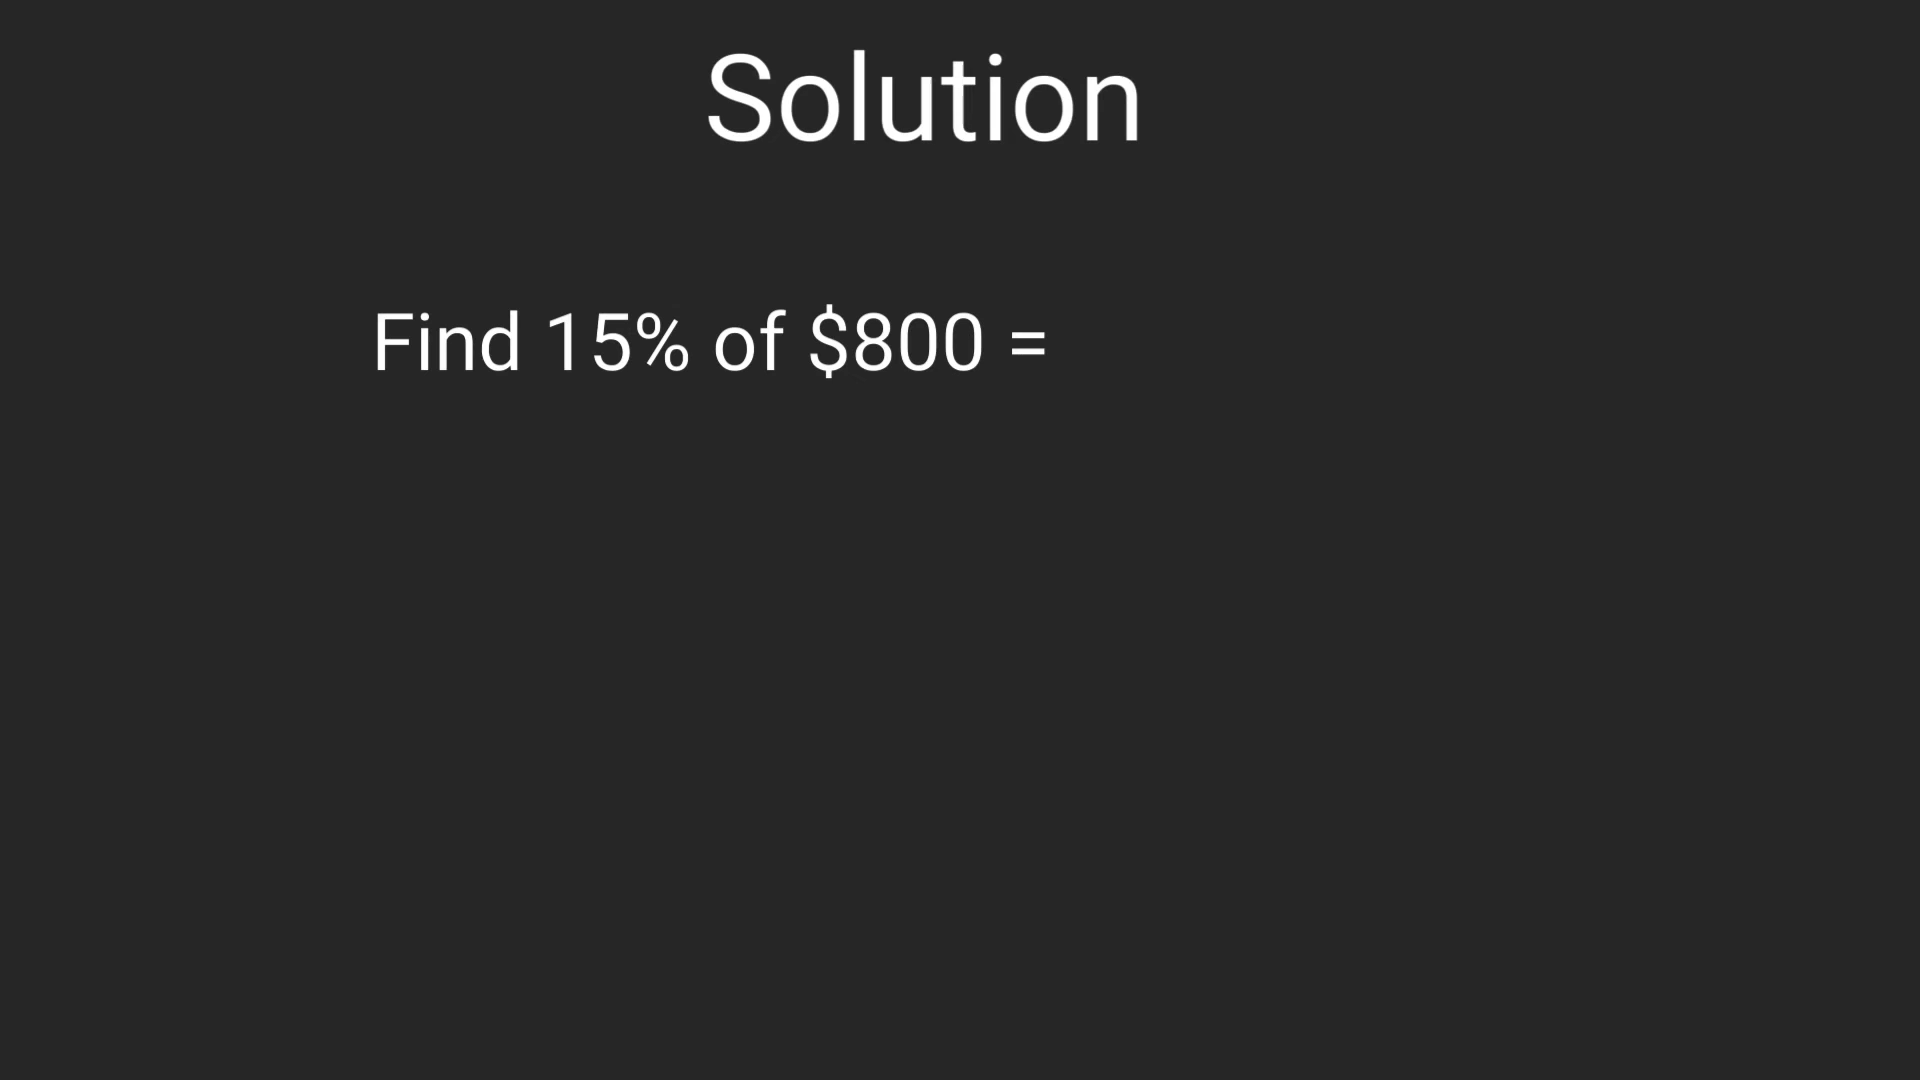 Solution
Find 15% of $800 =